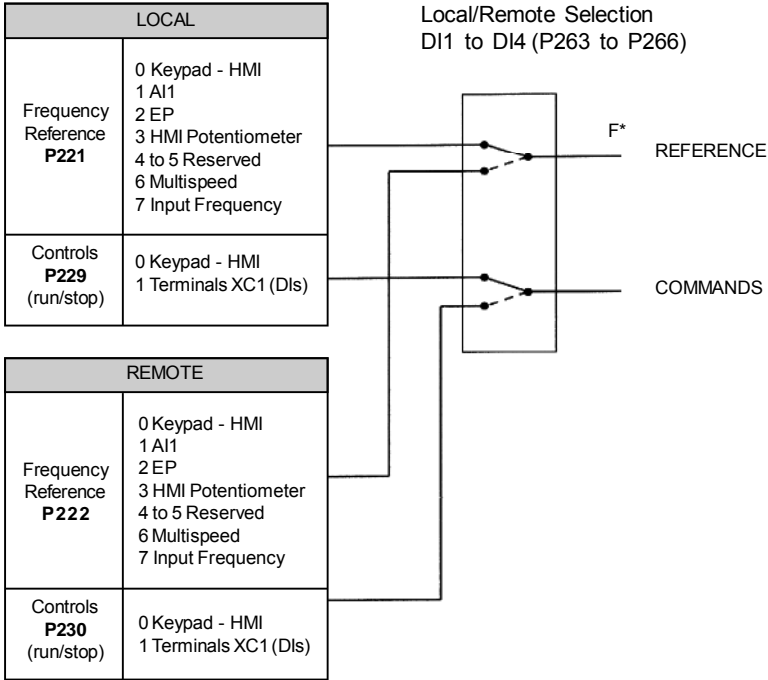 LOCAL
Frequency
Reference
P221
0 Keypad - HMI
1 AI1
2 EP
3 HMI Potentiometer
4 to 5 Reserved
6 Multispeed
7 Input Frequency
Controls
P229
(run/stop)
0 Keypad - HMI
1 Terminals XC1 (DIs)
Local/Remote Selection
DI1 to DI4 (P263 to P266)
F*
REFERENCE
COMMANDS
REMOTE
Frequency
Reference
P222
0 Keypad - HMI
1 AI1
2 EP
3 HMI Potentiometer
4 to 5 Reserved
6 Multispeed
7 Input Frequency
Controls
P230
(run/stop)
0 Keypad - HMI
1 Terminals XC1 (DIs)